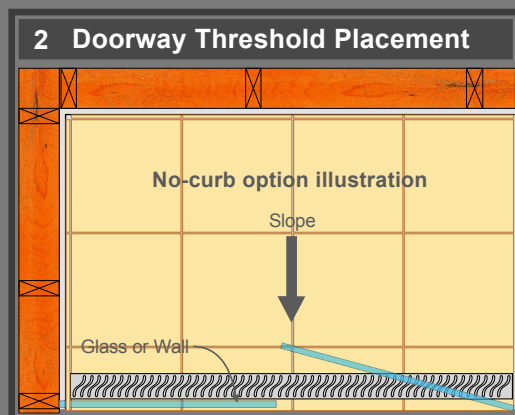 2 Doorway Threshold Placement
No-curb option illustration
Slope
Glass or Wall